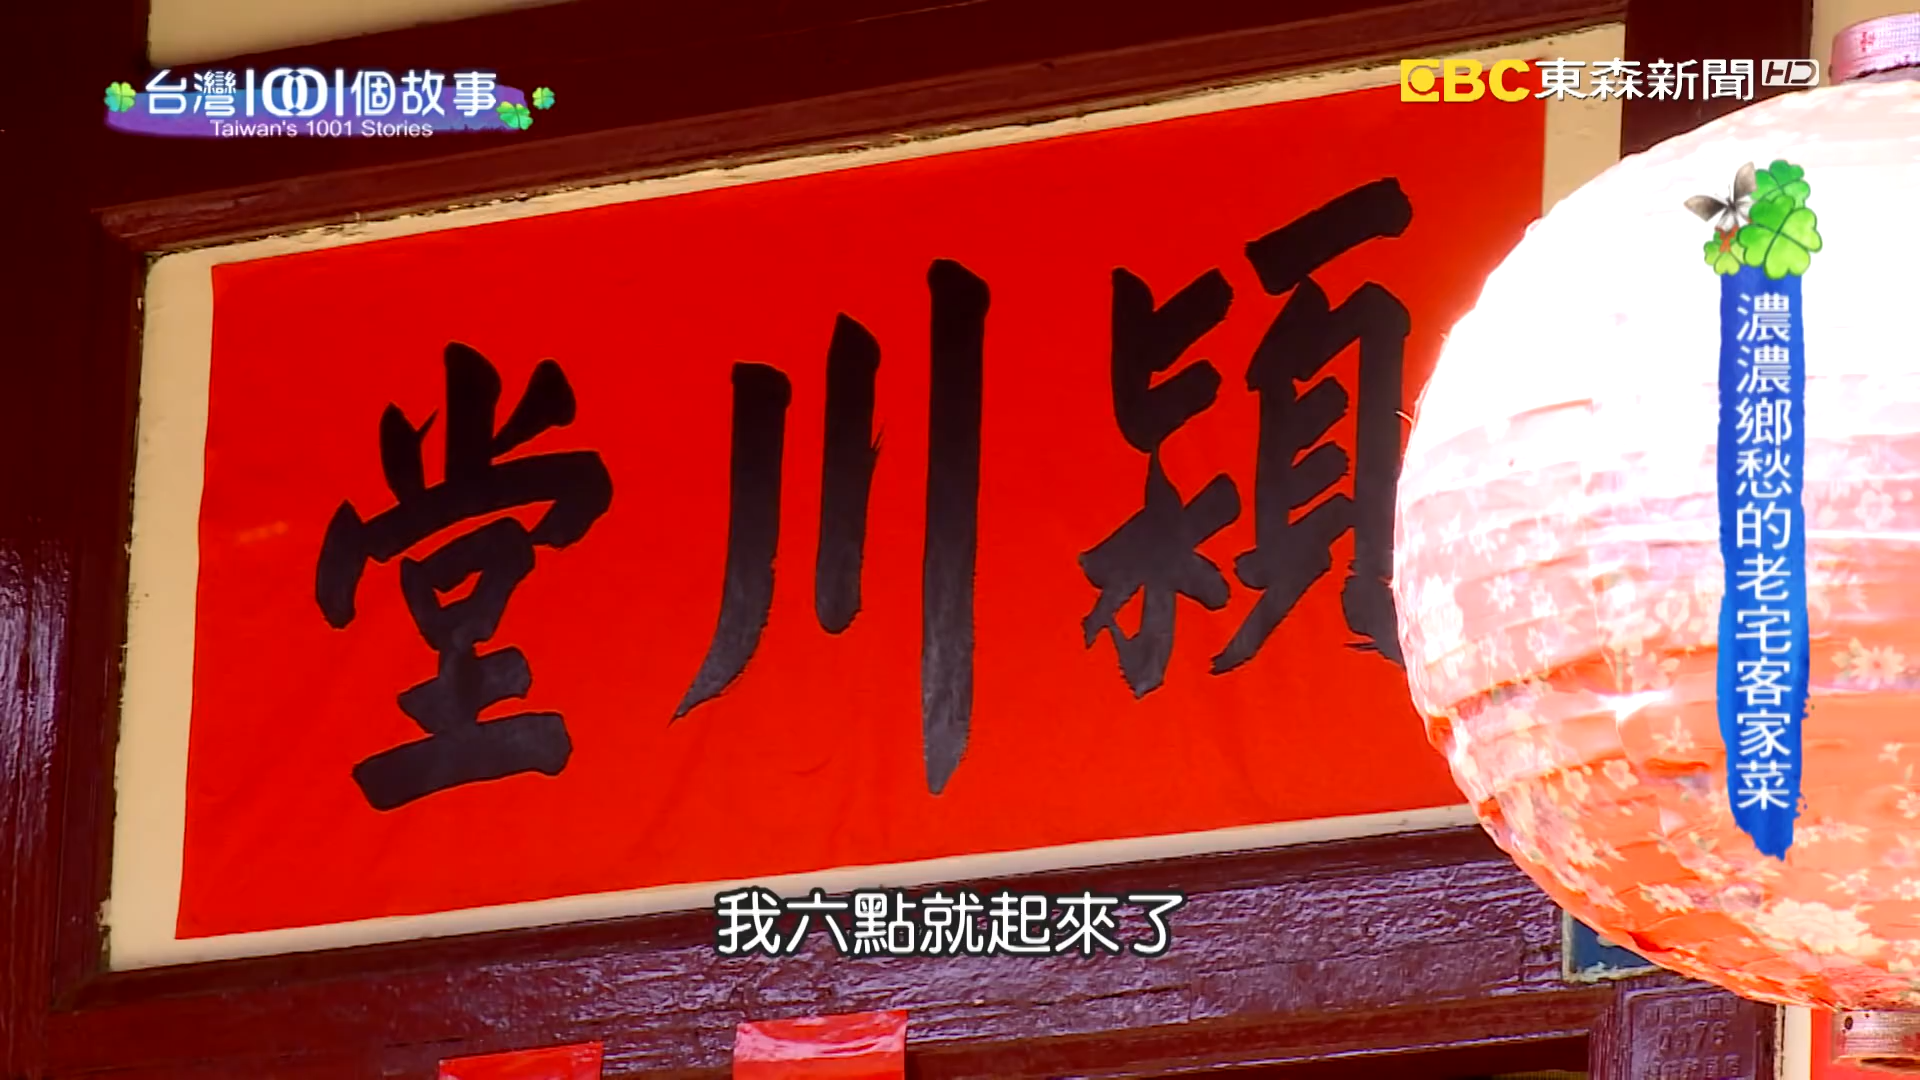 台灣1001個故事
Taiwan's 1001 Stories
EBC東森新聞HD
濃濃鄉愁的老宅客家菜
潁川堂
我六點就起來了